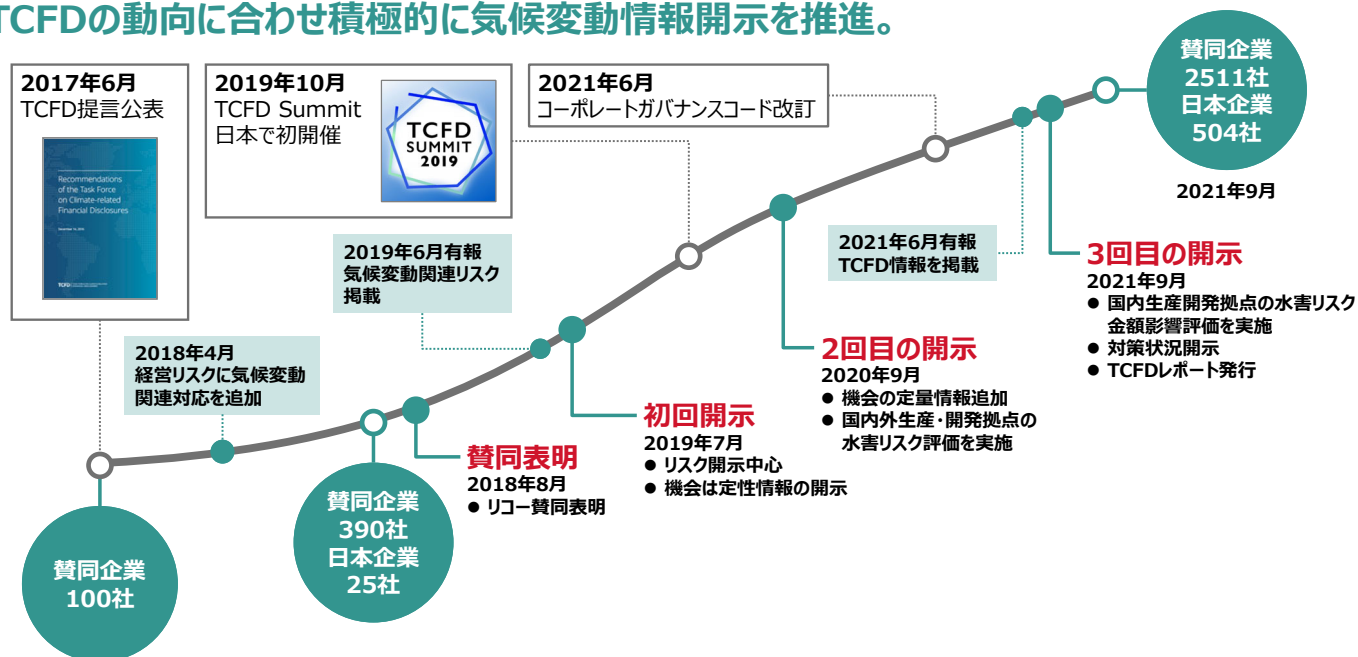 TCFDの動向に合わせ積極的に気候変動情報開示を推進。
2017年6月
TCFD提言公表
Recommendations
of the Task Force
on Climate-related
Financial Disclosures
TCFD
2019年10月
TCFD Summit
日本で初開催
TCFD
SUMMIT
2019
2021年6月
コーポレートガバナンスコード改訂
賛同企業
2511社
日本企業
504社
2021年9月
2019年6月有報
気候変動関連リスク
掲載
2021年6月有報
TCFD情報を掲載
3回目の開示
2021年9月
● 国内生産開発拠点の水害リスク
金額影響評価を実施
● 対策状況開示
● TCFDレポート発行
2018年4月
経営リスクに気候変動
関連対応を追加
2回目の開示
2020年9月
● 機会の定量情報追加
● 国内外生産・開発拠点の
水害リスク評価を実施
初回開示
2019年7月
● リスク開示中心
● 機会は定性情報の開示
賛同表明
2018年8月
● リコー賛同表明
賛同企業
390社
日本企業
25社
賛同企業
100社